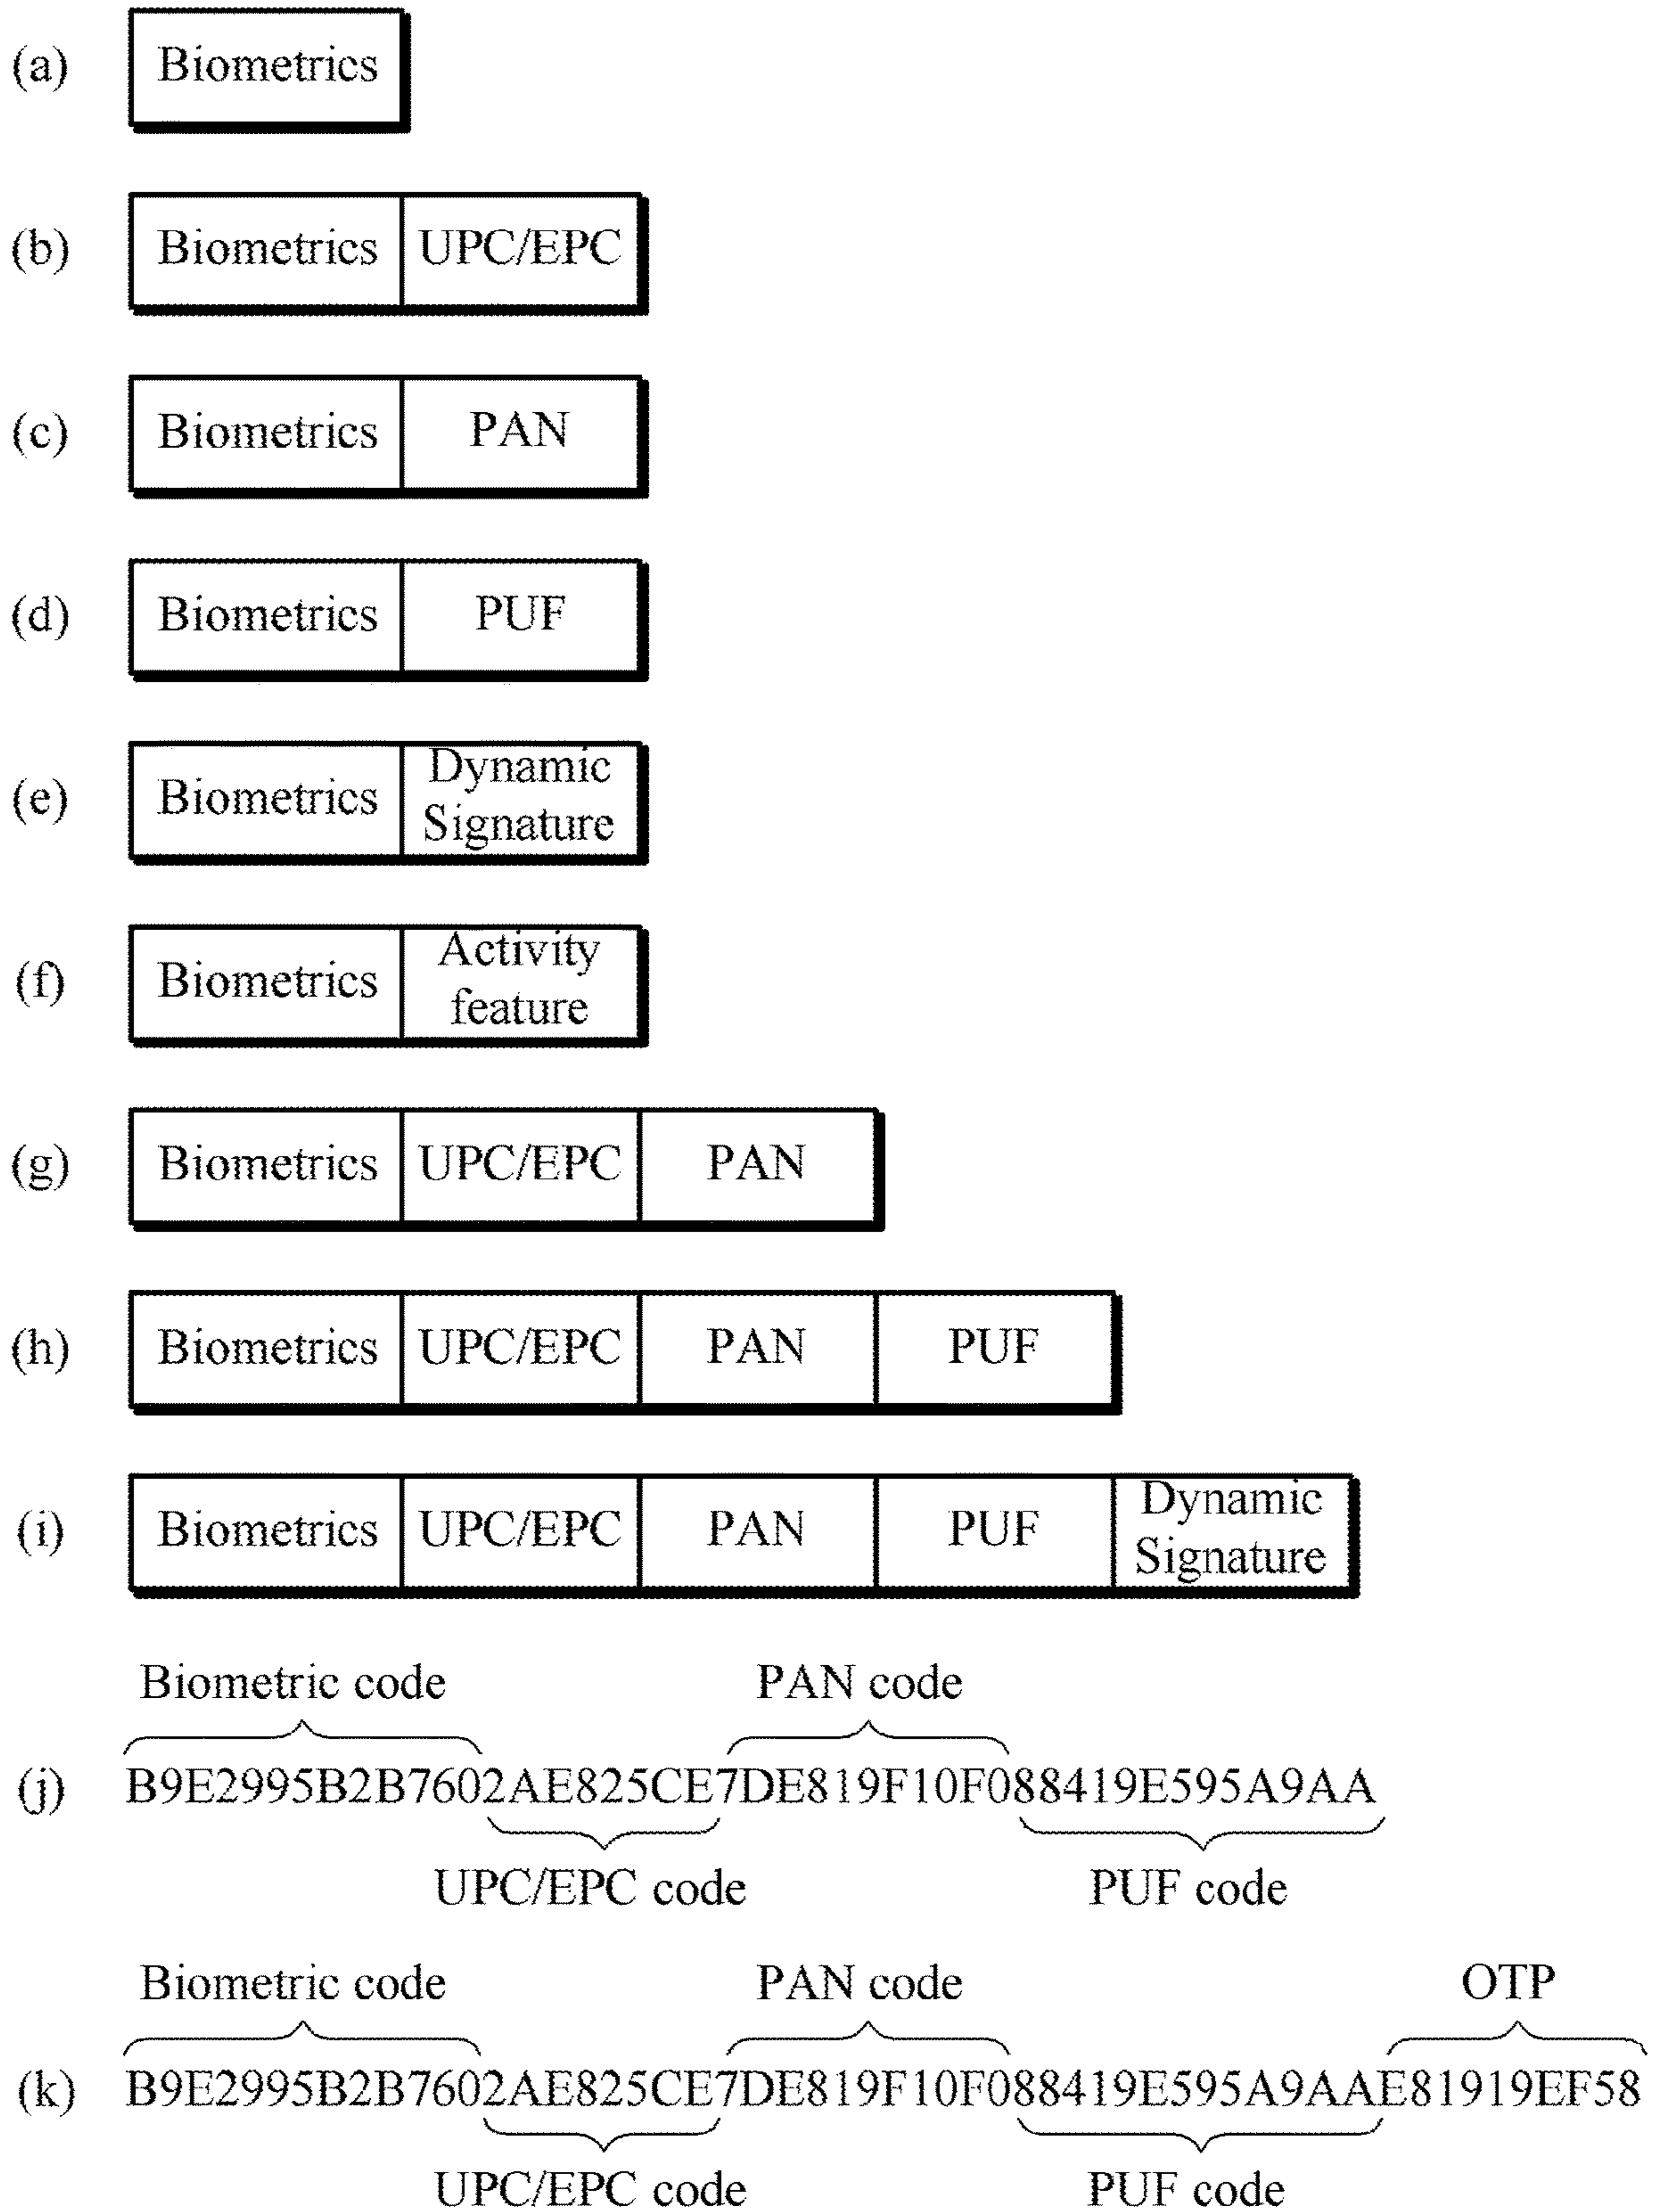 (a) Biometrics
(b) Biometrics UPC/EPC
(c) Biometrics PAN
(d) Biometrics PUF
(e) Biometrics Dynamic Signature
(f) Biometrics Activity feature
(g) Biometrics UPC/EPC PAN
(h) Biometrics UPC/EPC PAN PUF
(i) Biometrics UPC/EPC PAN PUF Dynamic Signature
Biometric code PAN code
(j) B9E2995B2B7602AE825CE7DE819F10F088419E595A9AA
UPC/EPC code PUF code
Biometric code PAN code OTP
(k) B9E2995B2B7602AE825CE7DE819F10F088419E595A9AAE81919EF58
UPC/EPC code PUF code